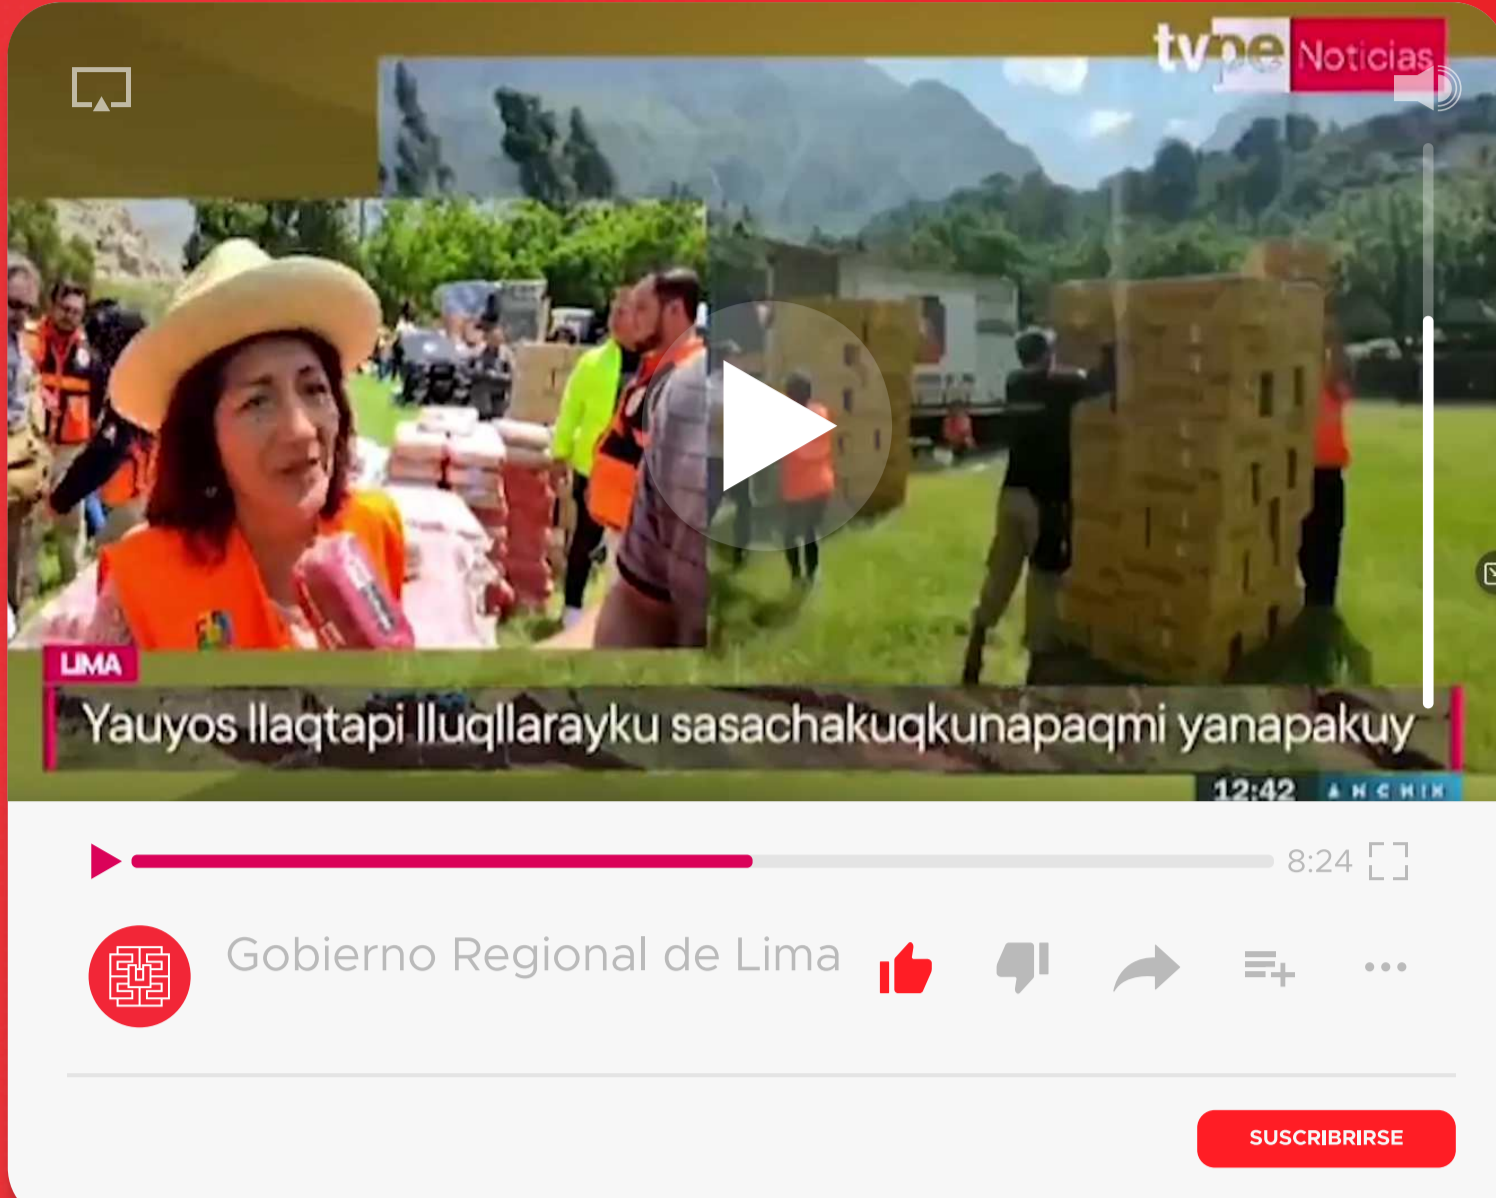 tvpe Noticias
LIMA
Yauyos llaqtapi lluqllarayku sasachakuqkunapaqmi yanapakuy
12:42
8:24
Gobierno Regional de Lima
SUSCRIBIRSE